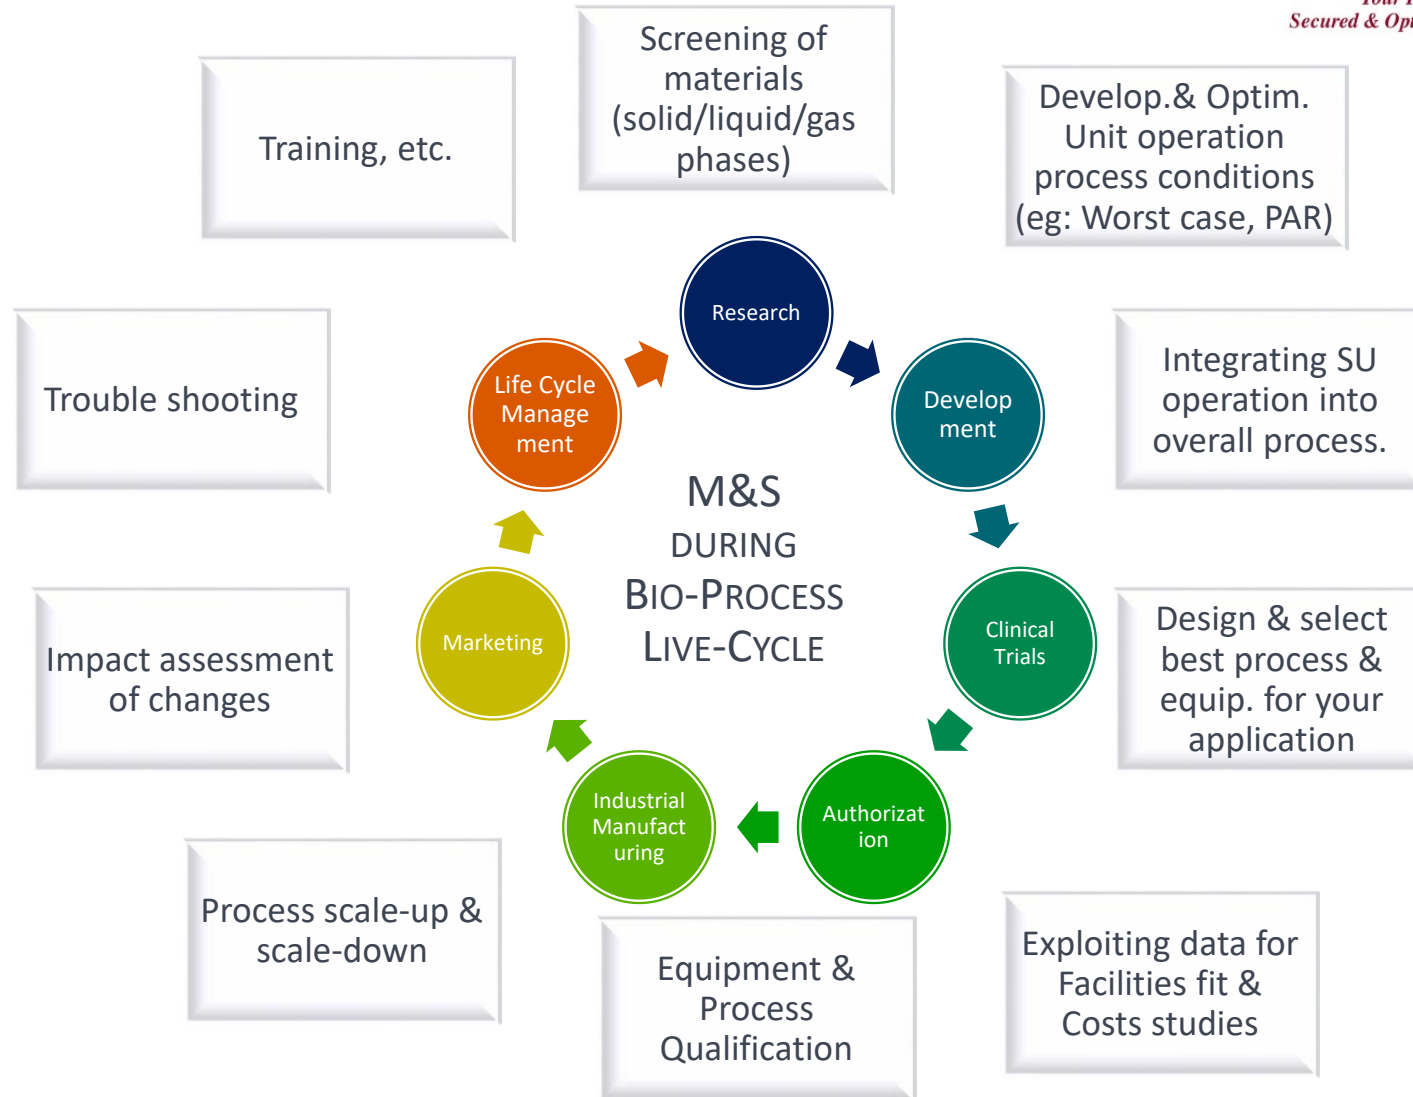 Secured & Op
Screening of
materials
(solid/liquid/gas
phases)
Training, etc.
Develop.& Optim.
Unit operation
process conditions
(eg: Worst case, PAR)
Research
Trouble shooting
Life Cycle
Manage
ment
Develop
ment
Integrating SU
operation into
overall process.
M&S
DURING
BIO-PROCESS
LIVE-CYCLE
Impact assessment
of changes
Marketing
Clinical
Trials
Design & select
best process &
equip. for your
application
Industrial
Manufact
uring
Authorizat
ion
Process scale-up &
scale-down
Equipment &
Process
Qualification
Exploiting data for
Facilities fit &
Costs studies